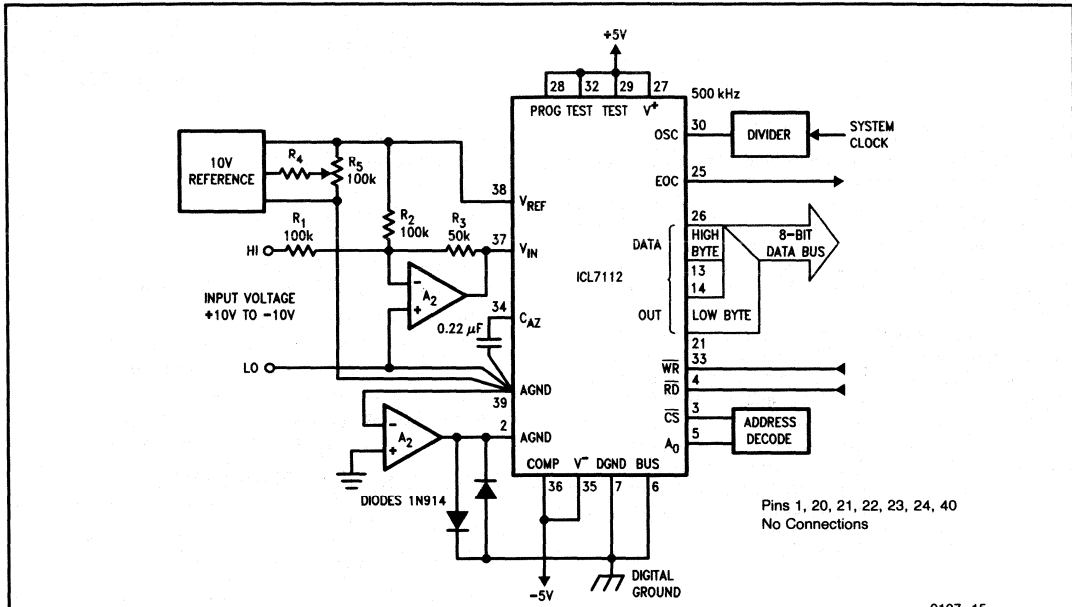 +5V
28 32 29 27
PROG TEST TEST V+
500 kHz
OSC
30
DIVIDER
SYSTEM
CLOCK
10V
REFERENCE
R4
R5
100k
EOC
25
38
VREF
R1
100k
R2
100k
R3
50k
37
VIN
HI
26
HIGH
BYTE
8-BIT
DATA BUS
DATA
13
14
ICL7112
A2
-
+
INPUT VOLTAGE
+10V TO -10V
34
CAZ
0.22 μF
OUT
LOW BYTE
21
LO
33
WR
4
RD
AGND
39
3
CS
ADDRESS
DECODE
5
A0
2
AGND
A2
-
+
COMP V- DGND BUS
36 35 7 6
DIODES 1N914
Pins 1, 20, 21, 22, 23, 24, 40
No Connections
-5V
DIGITAL
GROUND